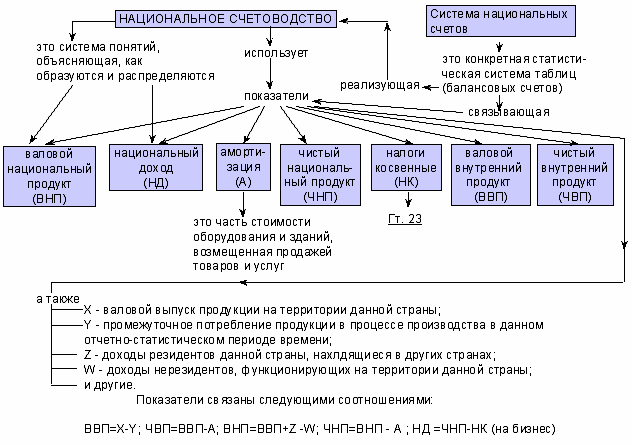 НАЦИОНАЛЬНОЕ СЧЕТОВОДСТВО
Система национальных
счетов
это система понятий,
объясняющая, как
образуются и распределяются
использует
реализующая
это конкретная статисти-
ческая система таблиц
(балансовых счетов)
показатели
связывающая
валовой
национальный
продукт
(ВНП)
национальный
доход
(НД)
аморти-
зация
(А)
чистый
националь-
ный продукт
(ЧНП)
налоги
косвенные
(НК)
валовой
внутренний
продукт
(ВВП)
чистый
внутренний
продукт
(ЧВП)
это часть стоимости
оборудования и зданий,
возмещенная продажей
товаров и услуг
Гт. 23
а также
X - валовой выпуск продукции на территории данной страны;
Y - промежуточное потребление продукции в процессе производства в данном
отчетно-статистическом периоде времени;
Z - доходы резидентов данной страны, нахлдящиеся в других странах;
W - доходы нерезидентов, функционирующих на территории данной страны;
и другие.
Показатели связаны следующими соотношениями:
ВВП=X-Y; ЧВП=ВВП-А; ВНП=ВВП+Z -W; ЧНП=ВНП - А ; НД =ЧНП-НК (на бизнес)